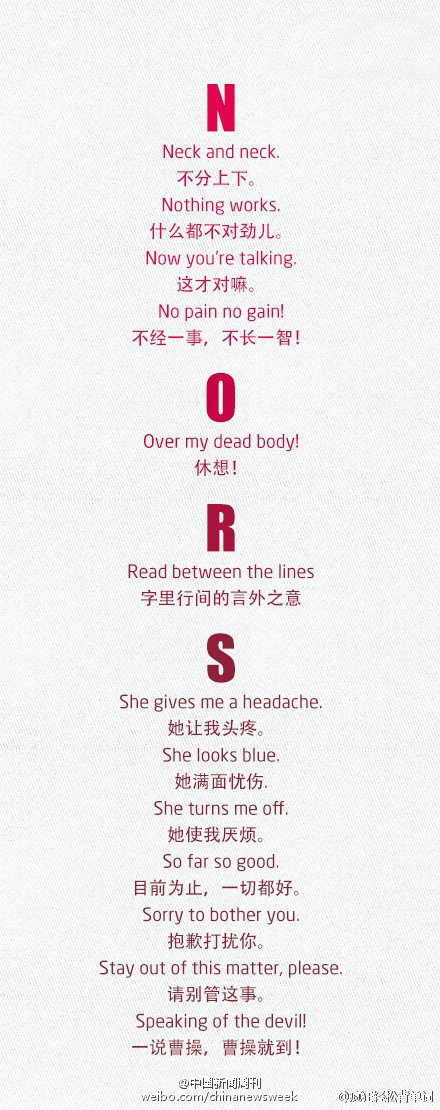 N
Neck and neck.
不分上下。
Nothing works.
什么都不对劲儿。
Now you're talking.
这才对嘛。
No pain no gain!
不经一事，不长一智！
O
Over my dead body!
休想！
R
Read between the lines
字里行间的言外之意
S
She gives me a headache.
她让我头疼。
She looks blue.
她满面忧伤.
She turns me off.
她使我厌烦。
So far so good.
目前为止，一切都好。
Sorry to bother you.
抱歉打扰你。
Stay out of this matter, please.
请别管这事。
Speaking of the devil!
一说曹操，曹操就到！
@中国新闻周刊
weibo.com/chinanewsweek